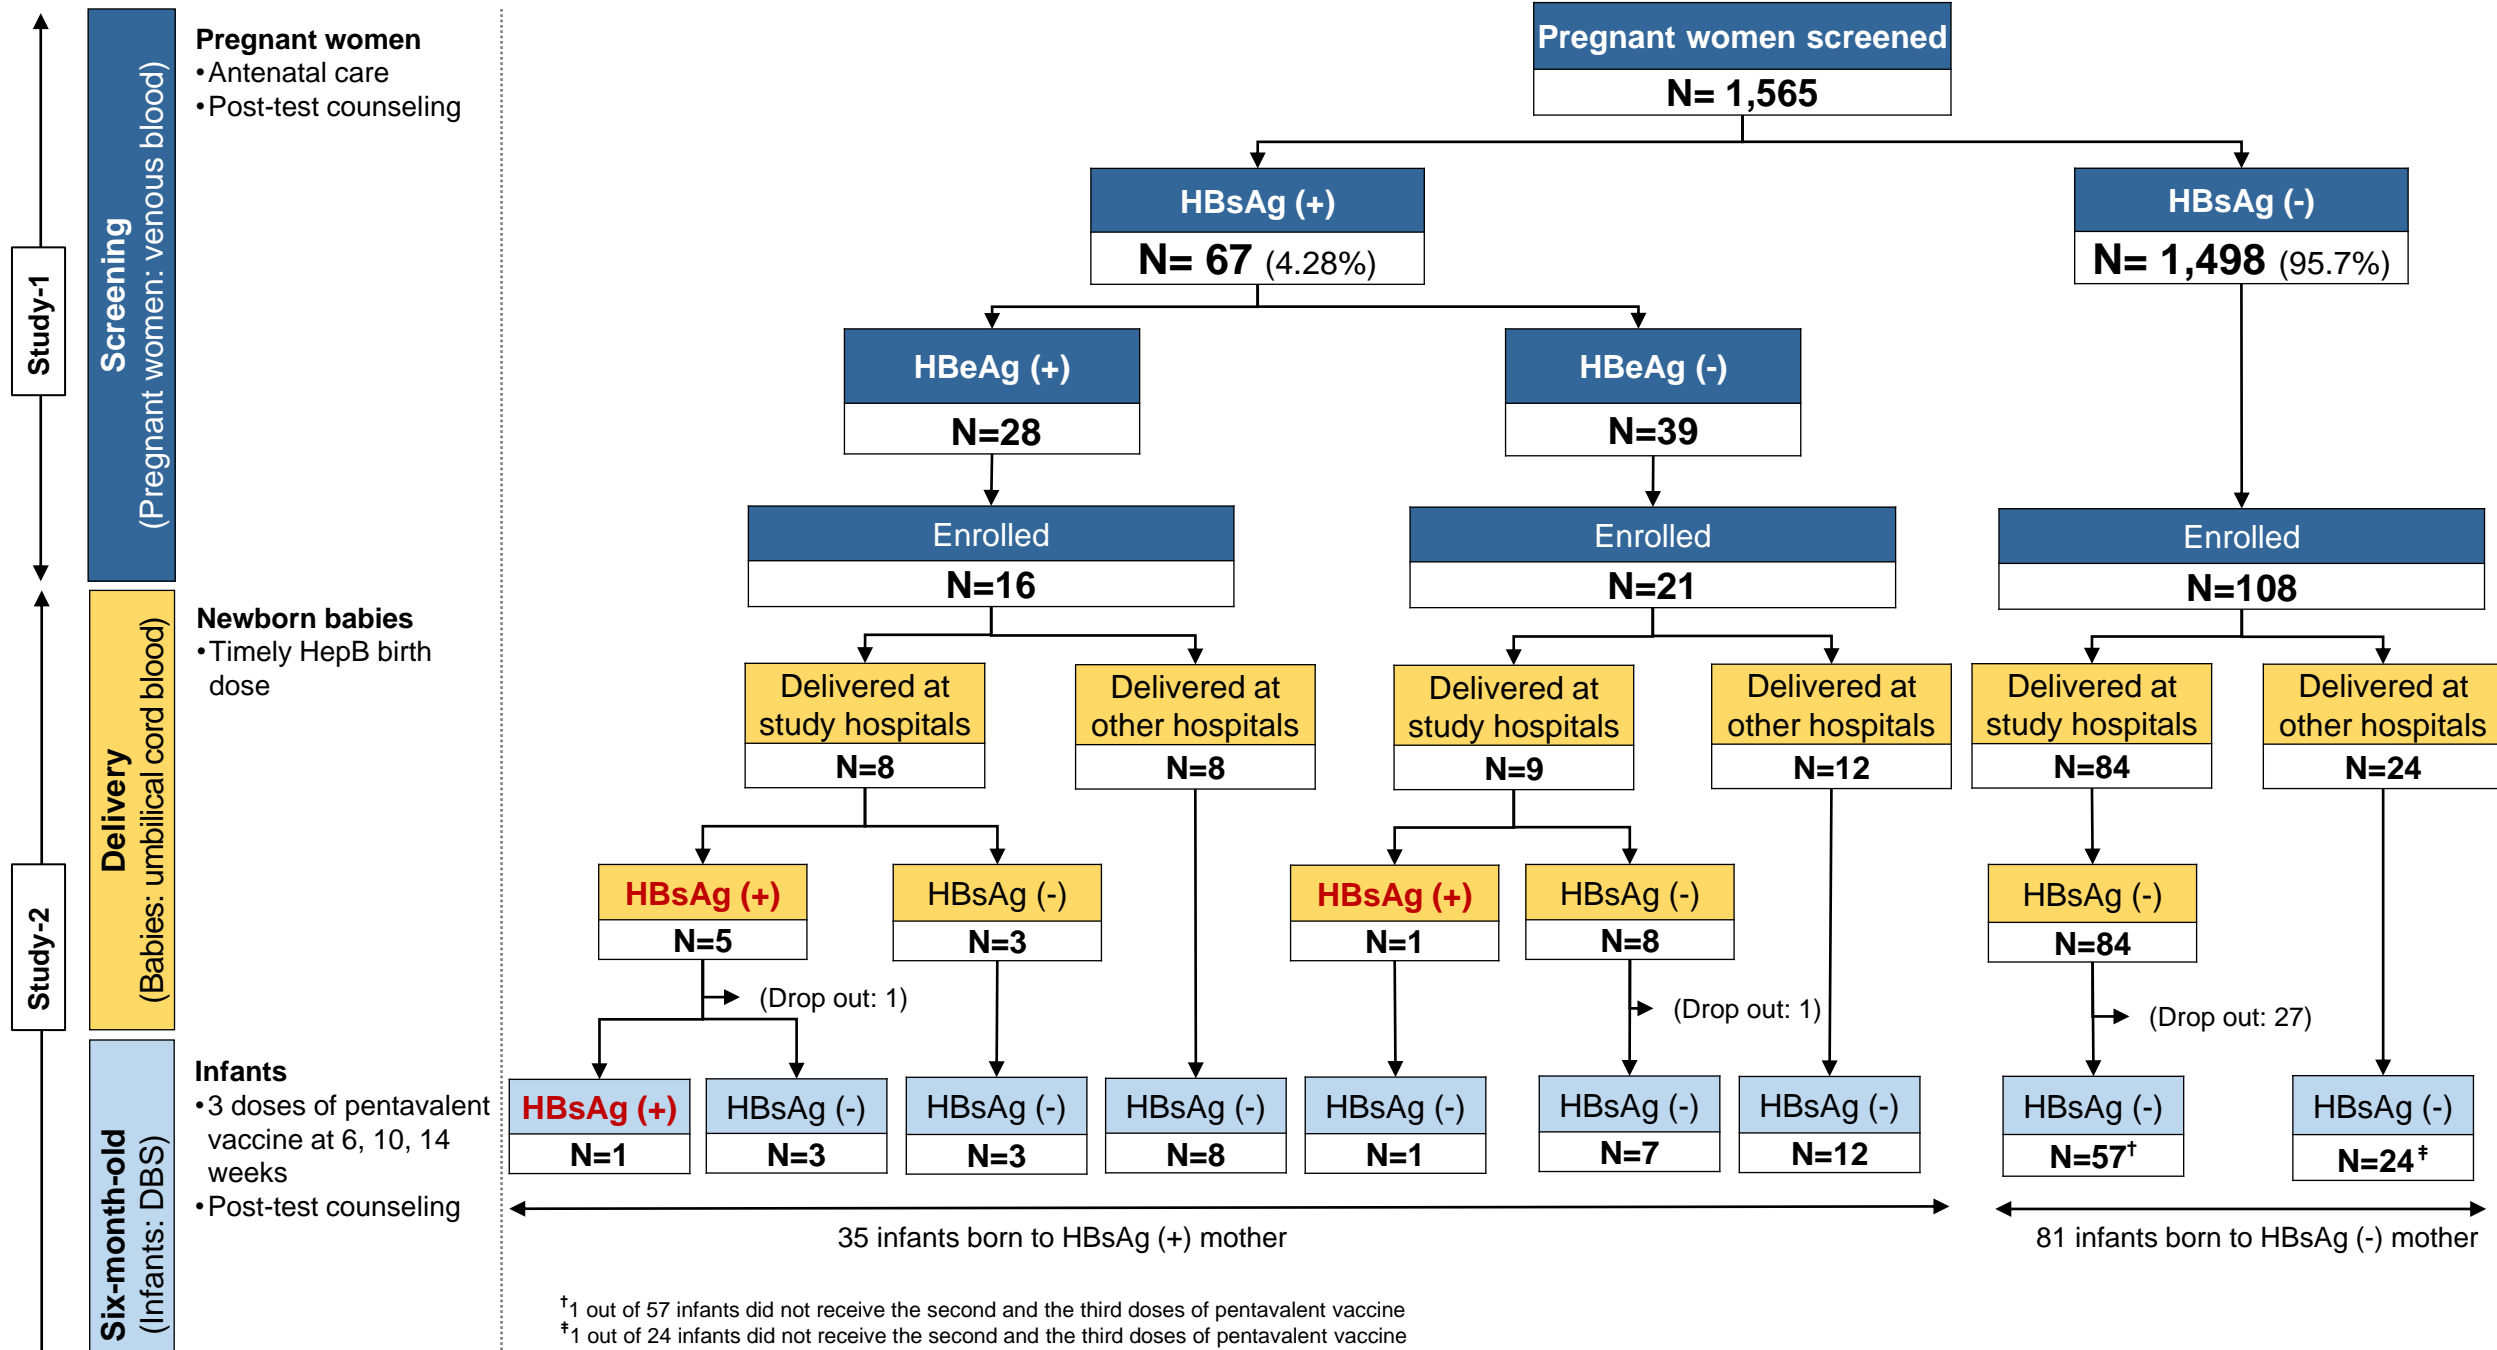 Study-1
Screening
(Pregnant women: venous blood)
Pregnant women
•Antenatal care
•Post-test counseling
Pregnant women screened
N= 1,565
HBsAg (+)
N= 67 (4.28%)
HBsAg (-)
N= 1,498 (95.7%)
HBeAg (+)
N=28
HBeAg (-)
N=39
Enrolled
N=16
Enrolled
N=21
Enrolled
N=108
Study-2
Delivery
(Babies: umbilical cord blood)
Newborn babies
•Timely HepB birth
dose
Delivered at
study hospitals
N=8
Delivered at
other hospitals
N=8
Delivered at
study hospitals
N=9
Delivered at
other hospitals
N=12
Delivered at
study hospitals
N=84
Delivered at
other hospitals
N=24
HBsAg (+)
N=5
HBsAg (-)
N=3
HBsAg (+)
N=1
HBsAg (-)
N=8
HBsAg (-)
N=84
(Drop out: 1)
(Drop out: 1)
(Drop out: 27)
Six-month-old
(Infants: DBS)
Infants
•3 doses of pentavalent
vaccine at 6, 10, 14
weeks
•Post-test counseling
HBsAg (+)
N=1
HBsAg (-)
N=3
HBsAg (-)
N=3
HBsAg (-)
N=8
HBsAg (-)
N=1
HBsAg (-)
N=7
HBsAg (-)
N=12
HBsAg (-)
N=57†
HBsAg (-)
N=24‡
35 infants born to HBsAg (+) mother
81 infants born to HBsAg (-) mother
†1 out of 57 infants did not receive the second and the third doses of pentavalent vaccine
‡1 out of 24 infants did not receive the second and the third doses of pentavalent vaccine